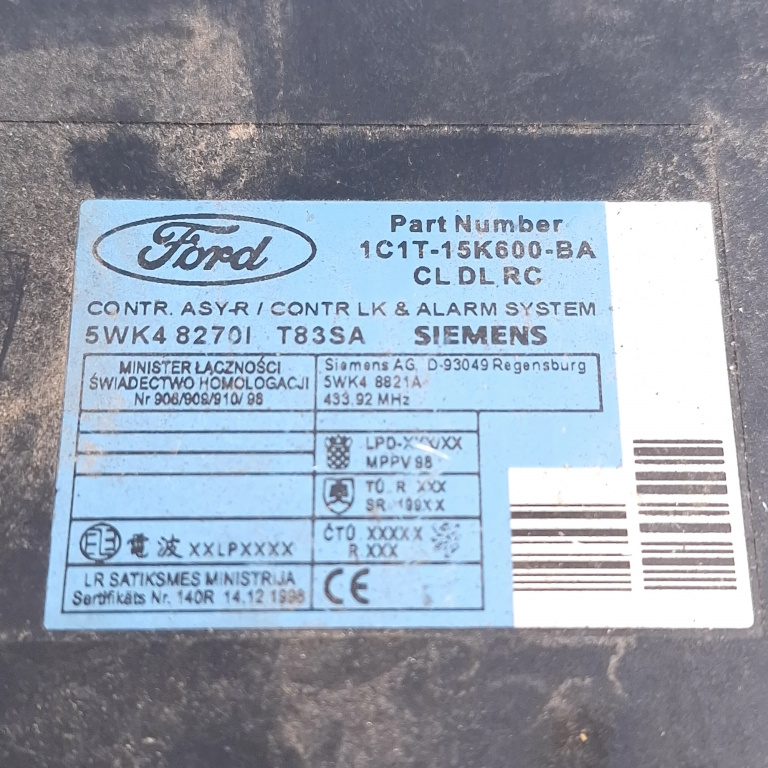 Ford
Part Number
1C1T-15K600-BA
CL DL RC
CONTR. ASY-R / CONTR LK & ALARM SYSTEM
5WK4 8270I T83SA SIEMENS
MINISTER ŁĄCZNOŚCI
ŚWIADECTWO HOMOLOGACJI
Nr 906/909/910/98
Siemens AG, D-93049 Regensburg
5WK4 8821A
433,92 MHz
LPD-XXX/XX
MPPV98
TÚ R XXX
SR 199XX
電波 XXLPXXXX
ČTÚ XXXXX
R XXX
LR SATIKSMES MINISTRIJA
Sertifikāts Nr. 140R 14.12 1998
CE